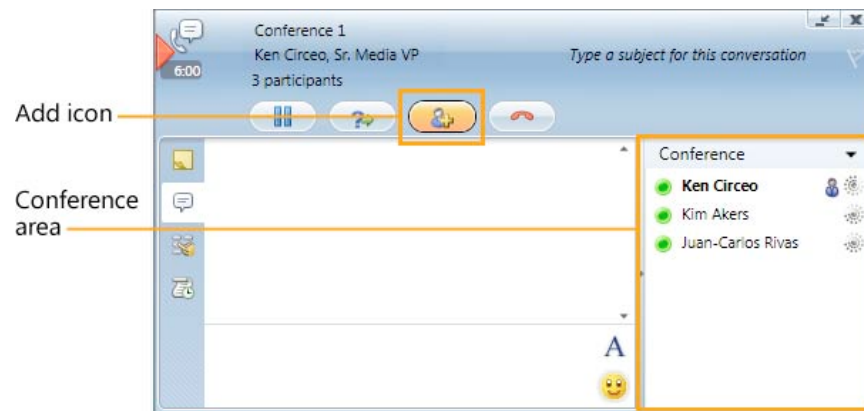 Conference 1
Ken Circeo, Sr. Media VP
Type a subject for this conversation
6:00
3 participants
Add icon
Conference
Ken Circeo
Kim Akers
Juan-Carlos Rivas
Conference
area
A